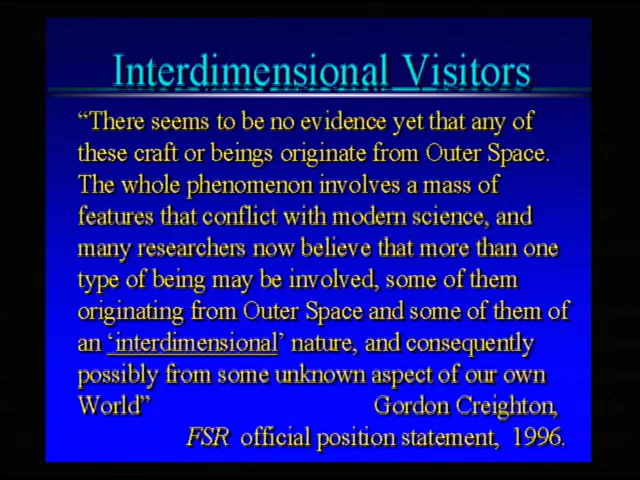 Interdimensional Visitors
“There seems to be no evidence yet that any of
these craft or beings originate from Outer Space.
The whole phenomenon involves a mass of
features that conflict with modern science, and
many researchers now believe that more than one
type of being may be involved, some of them
originating from Outer Space and some of them of
an ‘interdimensional’ nature, and consequently
possibly from some unknown aspect of our own
World” Gordon Creighton,
FSR official position statement, 1996.